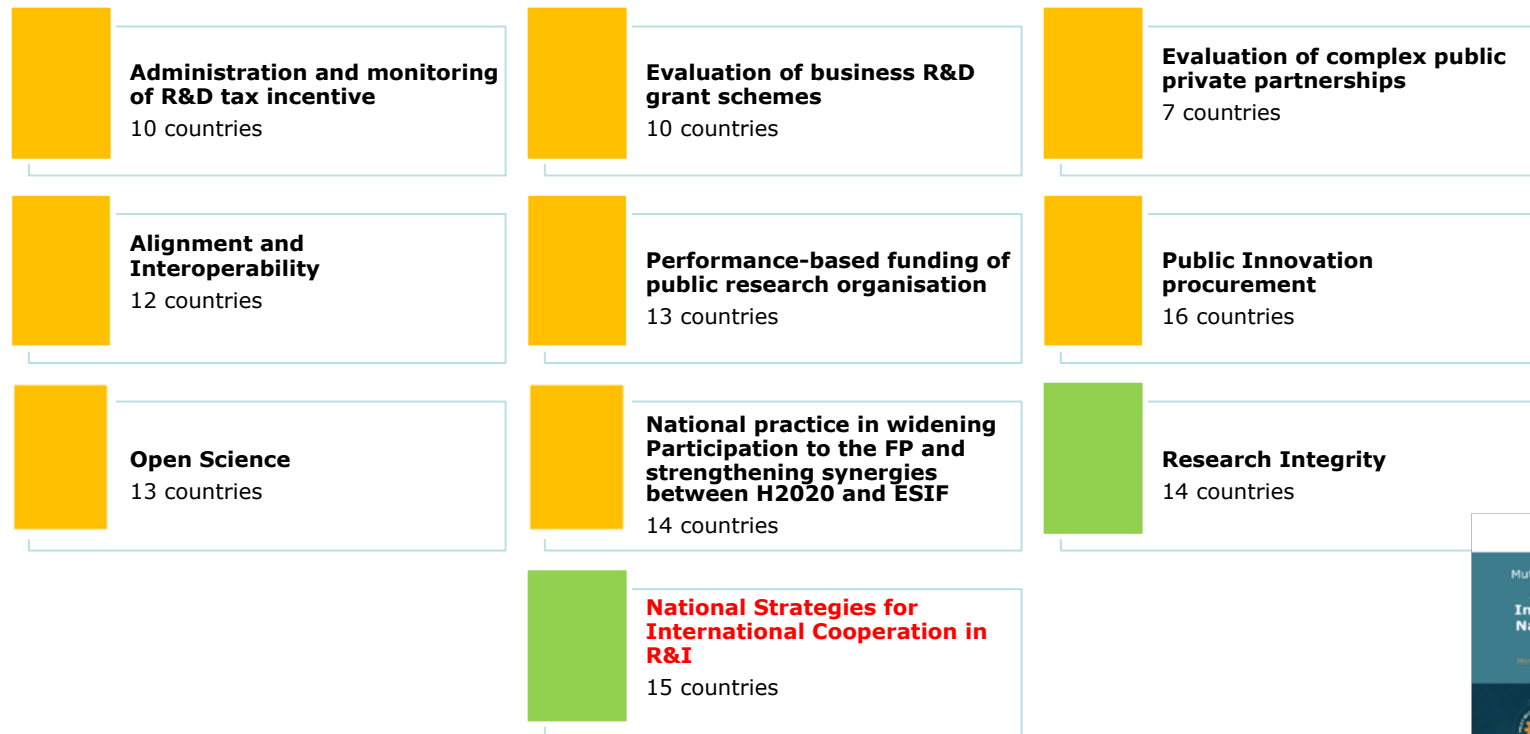 Administration and monitoring
of R&D tax incentive
10 countries
Evaluation of business R&D
grant schemes
10 countries
Evaluation of complex public
private partnerships
7 countries
Alignment and
Interoperability
12 countries
Performance-based funding of
public research organisation
13 countries
Public Innovation
procurement
16 countries
Open Science
13 countries
National practice in widening
Participation to the FP and
strengthening synergies
between H2020 and ESIF
14 countries
Research Integrity
14 countries
National Strategies for
International Cooperation in
R&I
15 countries